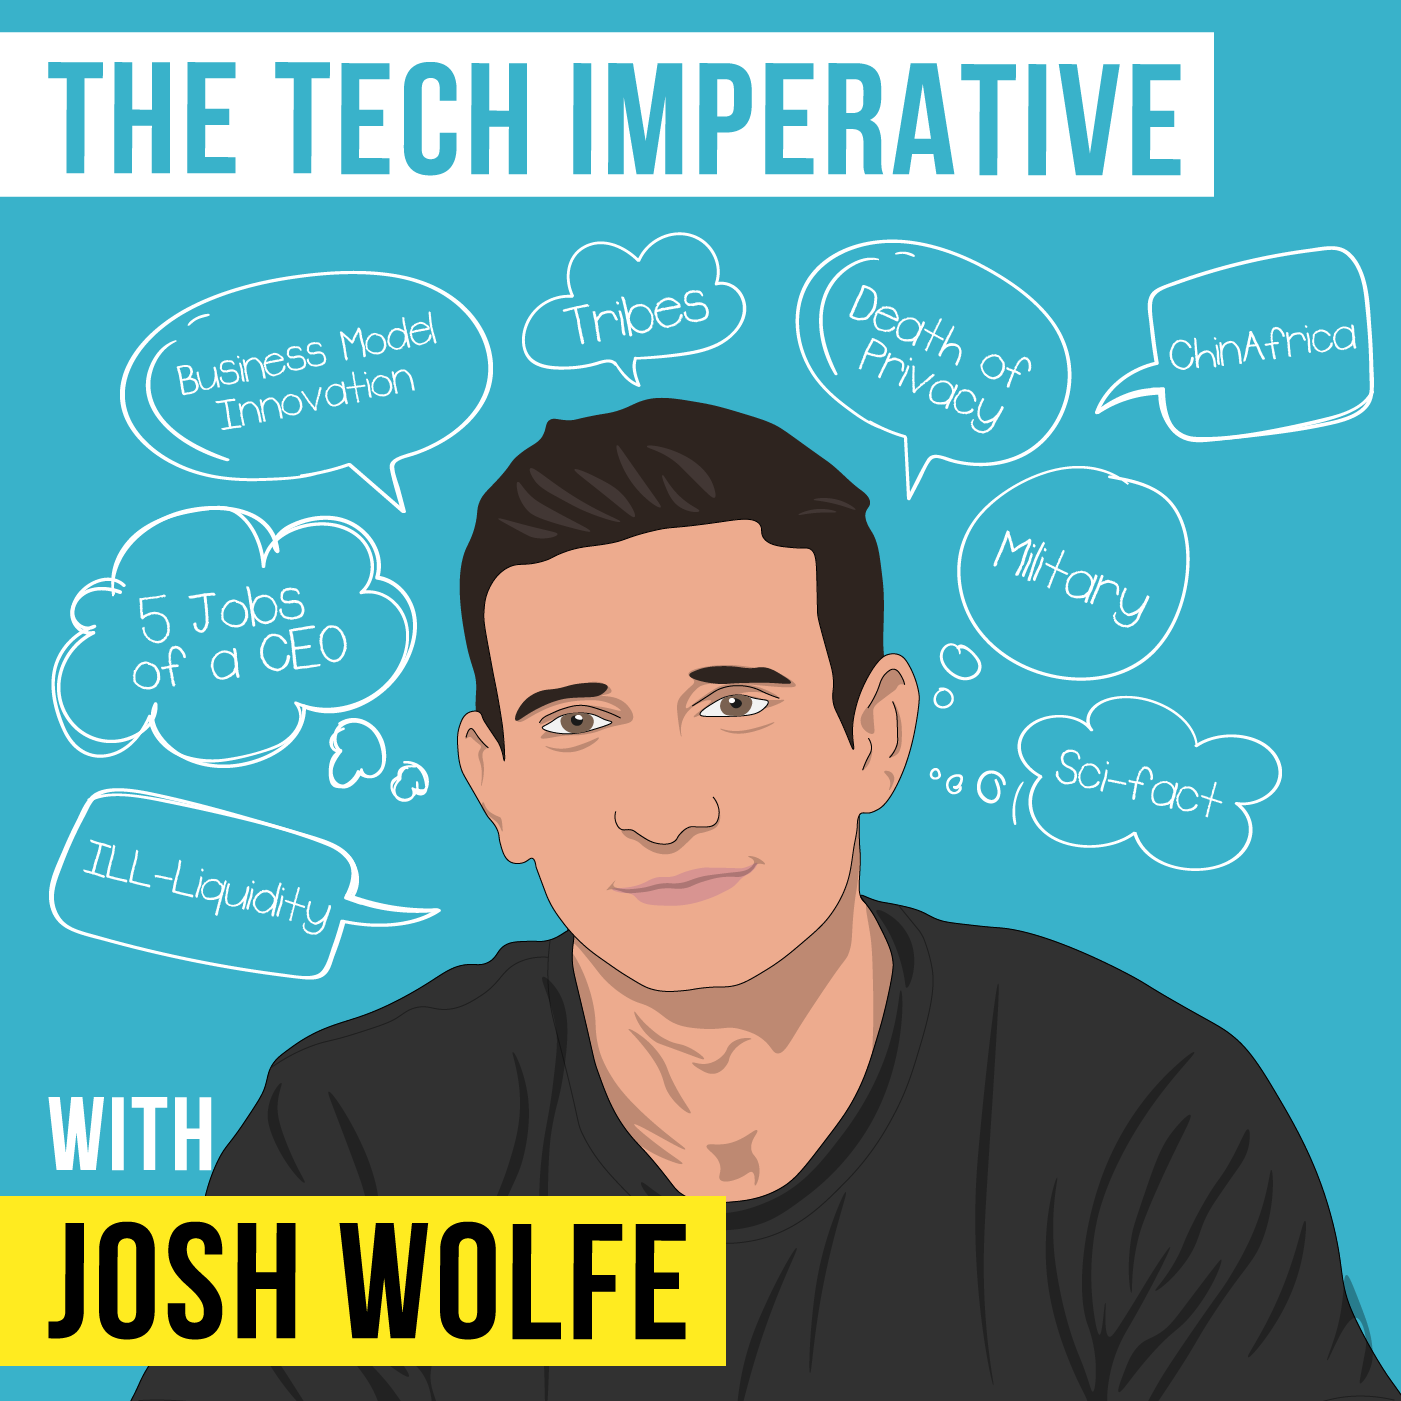 THE TECH IMPERATIVE
Business Model
Innovation
Tribes
Death of
Privacy
ChinAfrica
5 Jobs
of a CEO
Military
Sci-fact
ILL-Liquidity
WITH
JOSH WOLFE